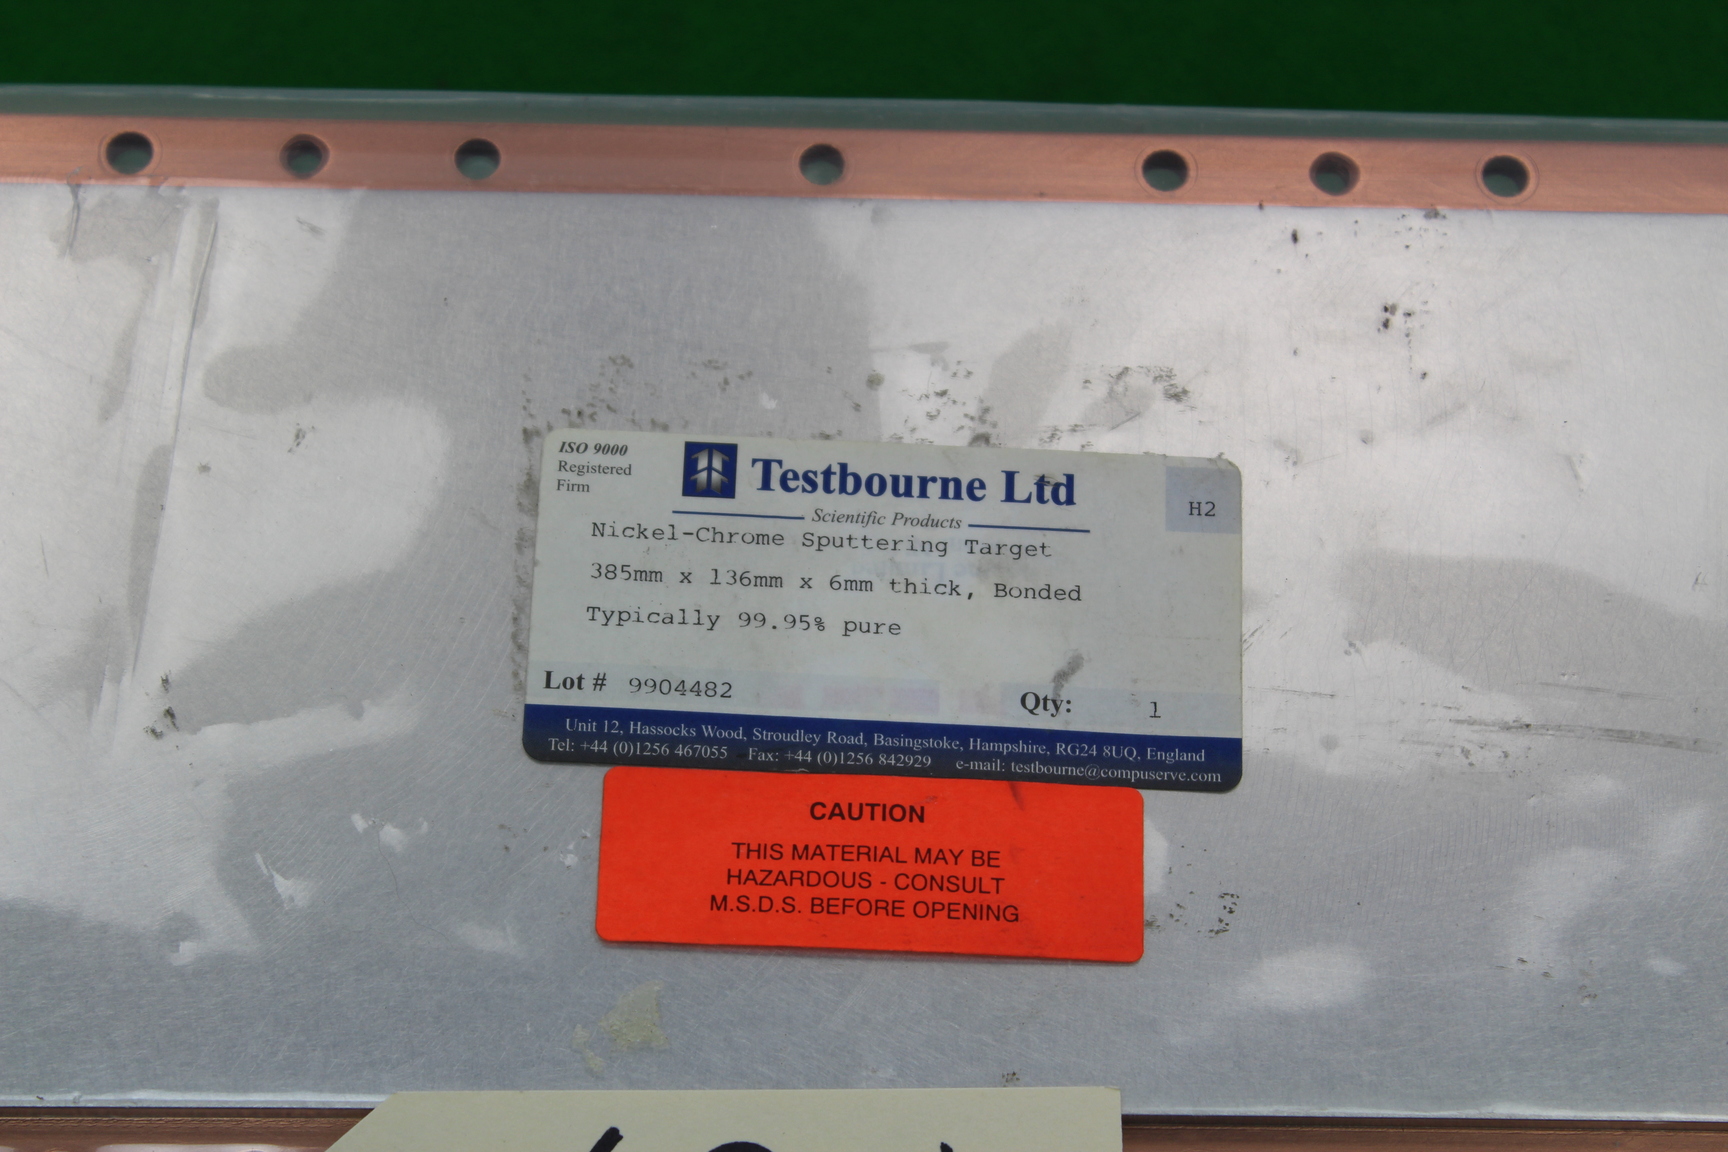 ISO 9000
Registered
Firm
Testbourne Ltd
Scientific Products
H2
Nickel-Chrome Sputtering Target
385mm x 136mm x 6mm thick, Bonded
Typically 99.95% pure
Lot # 9904482
Qty: 1
Unit 12, Hassocks Wood, Stroudley Road, Basingstoke, Hampshire, RG24 8UQ, England
Tel: +44 (0)1256 467055 Fax: +44 (0)1256 842929 e-mail: testbourne@compuserve.com
CAUTION
THIS MATERIAL MAY BE
HAZARDOUS - CONSULT
M.S.D.S. BEFORE OPENING